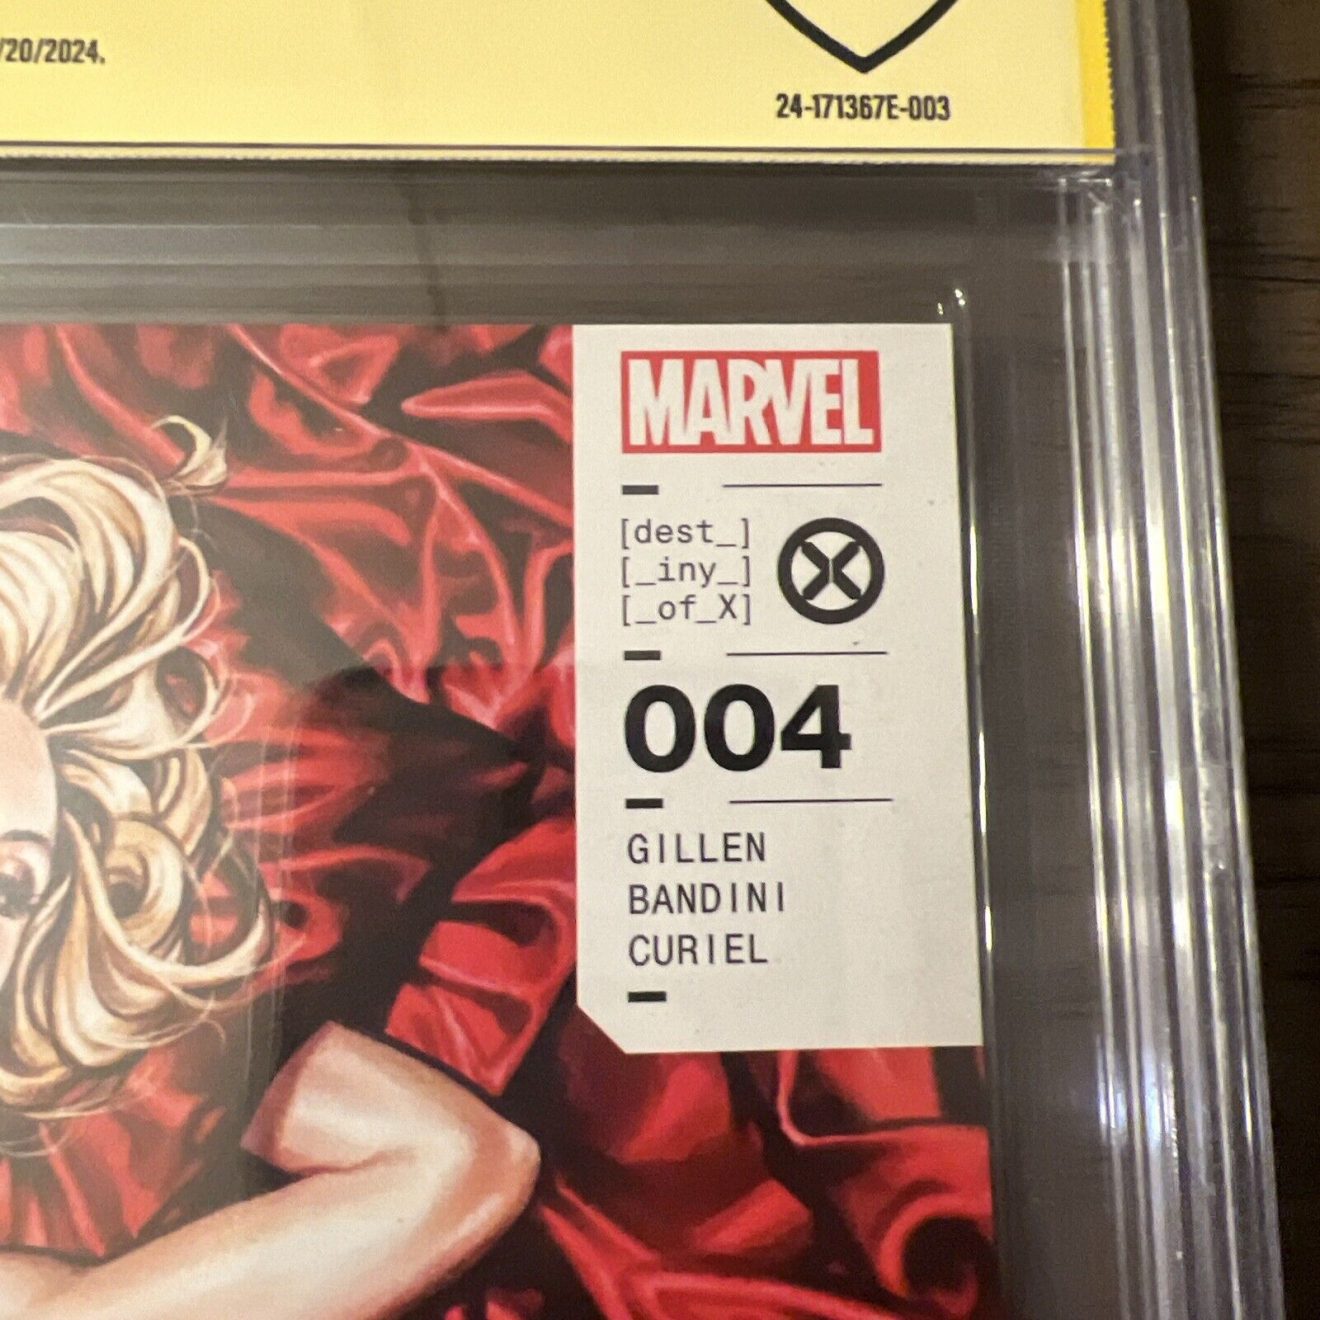 /20/2024.
24-171367E-003
MARVEL
[dest_]
[_iny_]
[_of_X]
X
004
GILLEN
BANDINI
CURIEL